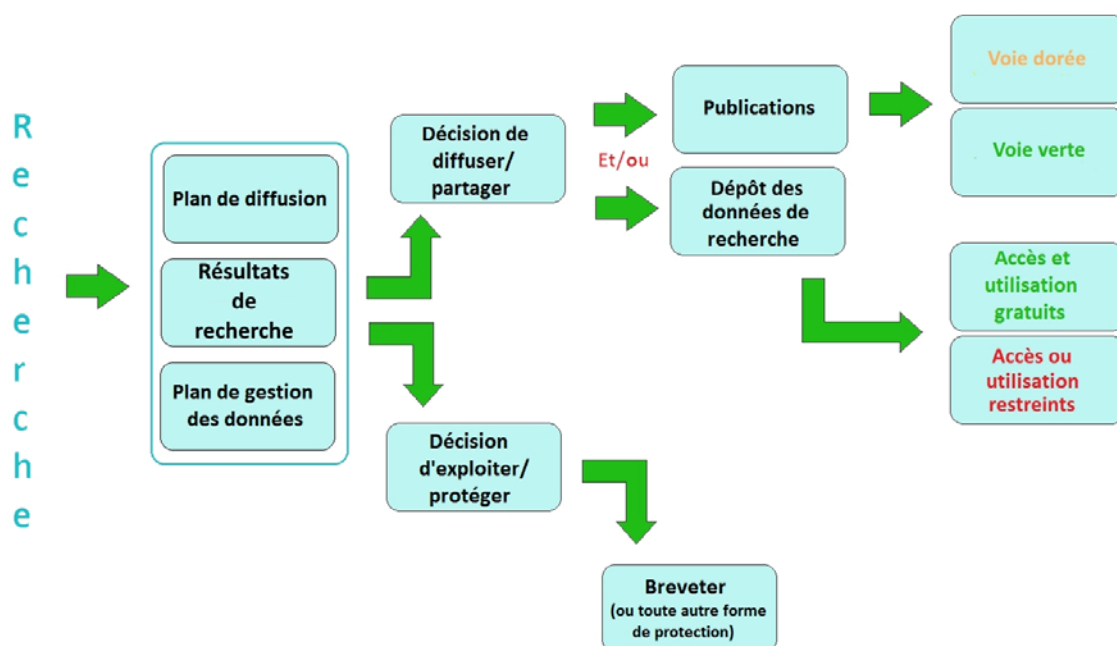 Recherche
Plan de diffusion
Résultats
de
recherche
Plan de gestion
des données
Décision de
diffuser/
partager
Décision
d'exploiter/
protéger
Et/ou
Publications
Dépôt des
données de
recherche
Voie dorée
Voie verte
Accès et
utilisation
gratuits
Accès ou
utilisation
restreints
Breveter
(ou toute autre forme
de protection)